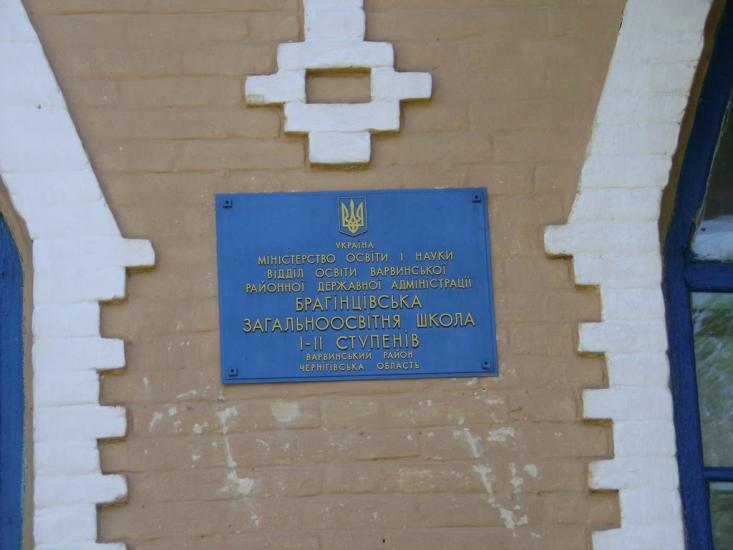 УКРАЇНА
МІНІСТЕРСТВО ОСВІТИ І НАУКИ
ВІДДІЛ ОСВІТИ ВАРВИНСЬКОЇ
РАЙОННОЇ ДЕРЖАВНОЇ АДМІНІСТРАЦІЇ
БРАГІНЦІВСЬКА
ЗАГАЛЬНООСВІТНЯ ШКОЛА
І-ІІ СТУПЕНІВ
ВАРВИНСЬКИЙ РАЙОН
ЧЕРНІГІВСЬКА ОБЛАСТЬ